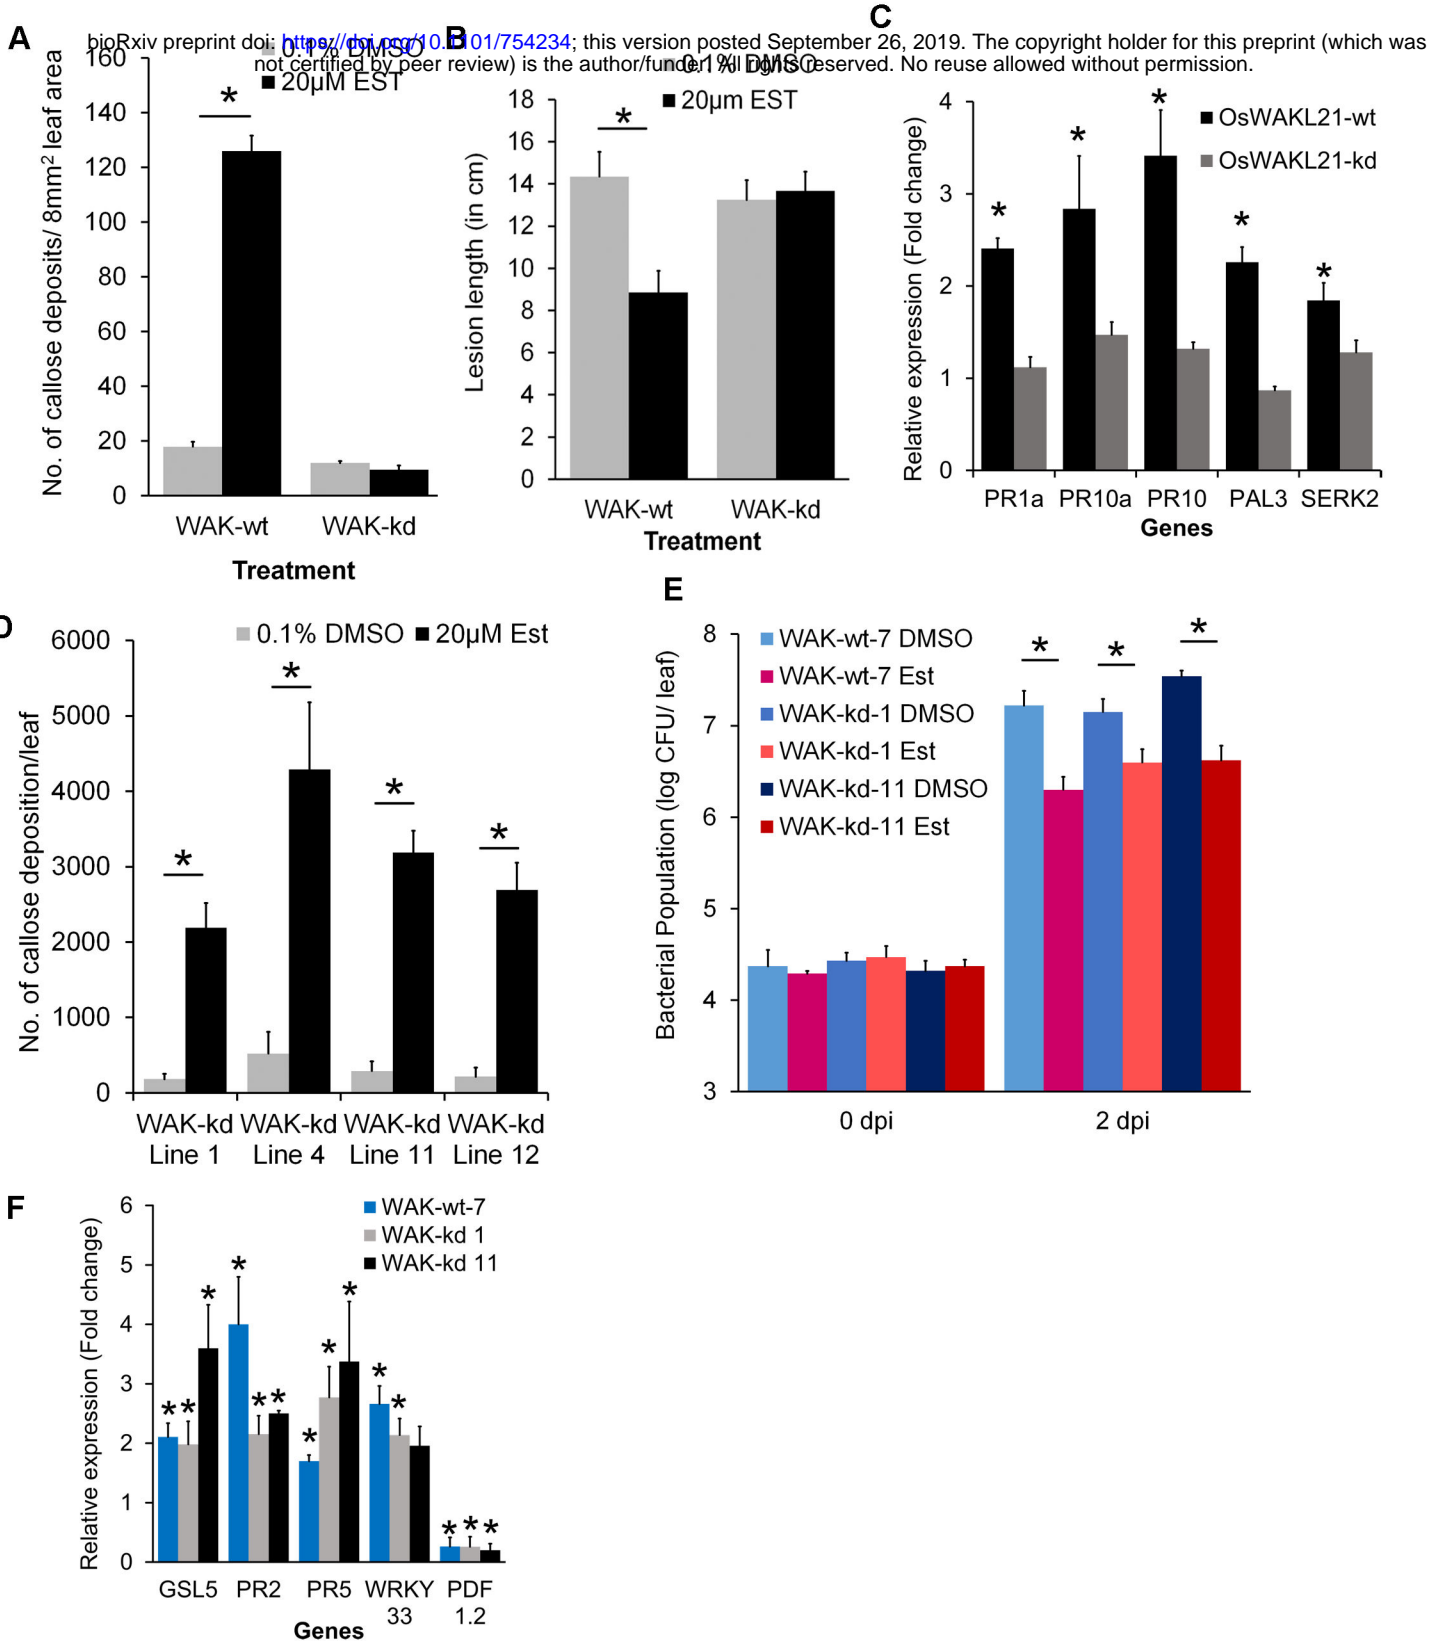 A
bioRxiv preprint doi: https://doi.org/10.1101/754234; this version posted September 26, 2019. The copyright holder for this preprint (which was
not certified by peer review) is the author/funder. All rights reserved. No reuse allowed without permission.
0.1% DMSO
20µM EST
*
No. of callose deposits/ 8mm² leaf area
160
140
120
100
80
60
40
20
0
WAK-wt WAK-kd
Treatment
B
0.1% DMSO
20µm EST
*
Lesion length (in cm)
18
16
14
12
10
8
6
4
2
0
WAK-wt WAK-kd
Treatment
C
OsWAKL21-wt
OsWAKL21-kd
* * * * *
Relative expression (Fold change)
4
3
2
1
0
PR1a PR10a PR10 PAL3 SERK2
Genes
D
0.1% DMSO 20µM Est
* * * *
No. of callose deposition/leaf
6000
5000
4000
3000
2000
1000
0
WAK-kd WAK-kd WAK-kd WAK-kd
Line 1 Line 4 Line 11 Line 12
E
WAK-wt-7 DMSO
WAK-wt-7 Est
WAK-kd-1 DMSO
WAK-kd-1 Est
WAK-kd-11 DMSO
WAK-kd-11 Est
* * *
Bacterial Population (log CFU/ leaf)
8
7
6
5
4
3
0 dpi 2 dpi
F
WAK-wt-7
WAK-kd 1
WAK-kd 11
* * * * * * * * * * * * * *
Relative expression (Fold change)
6
5
4
3
2
1
0
GSL5 PR2 PR5 WRKY PDF
33 1.2
Genes